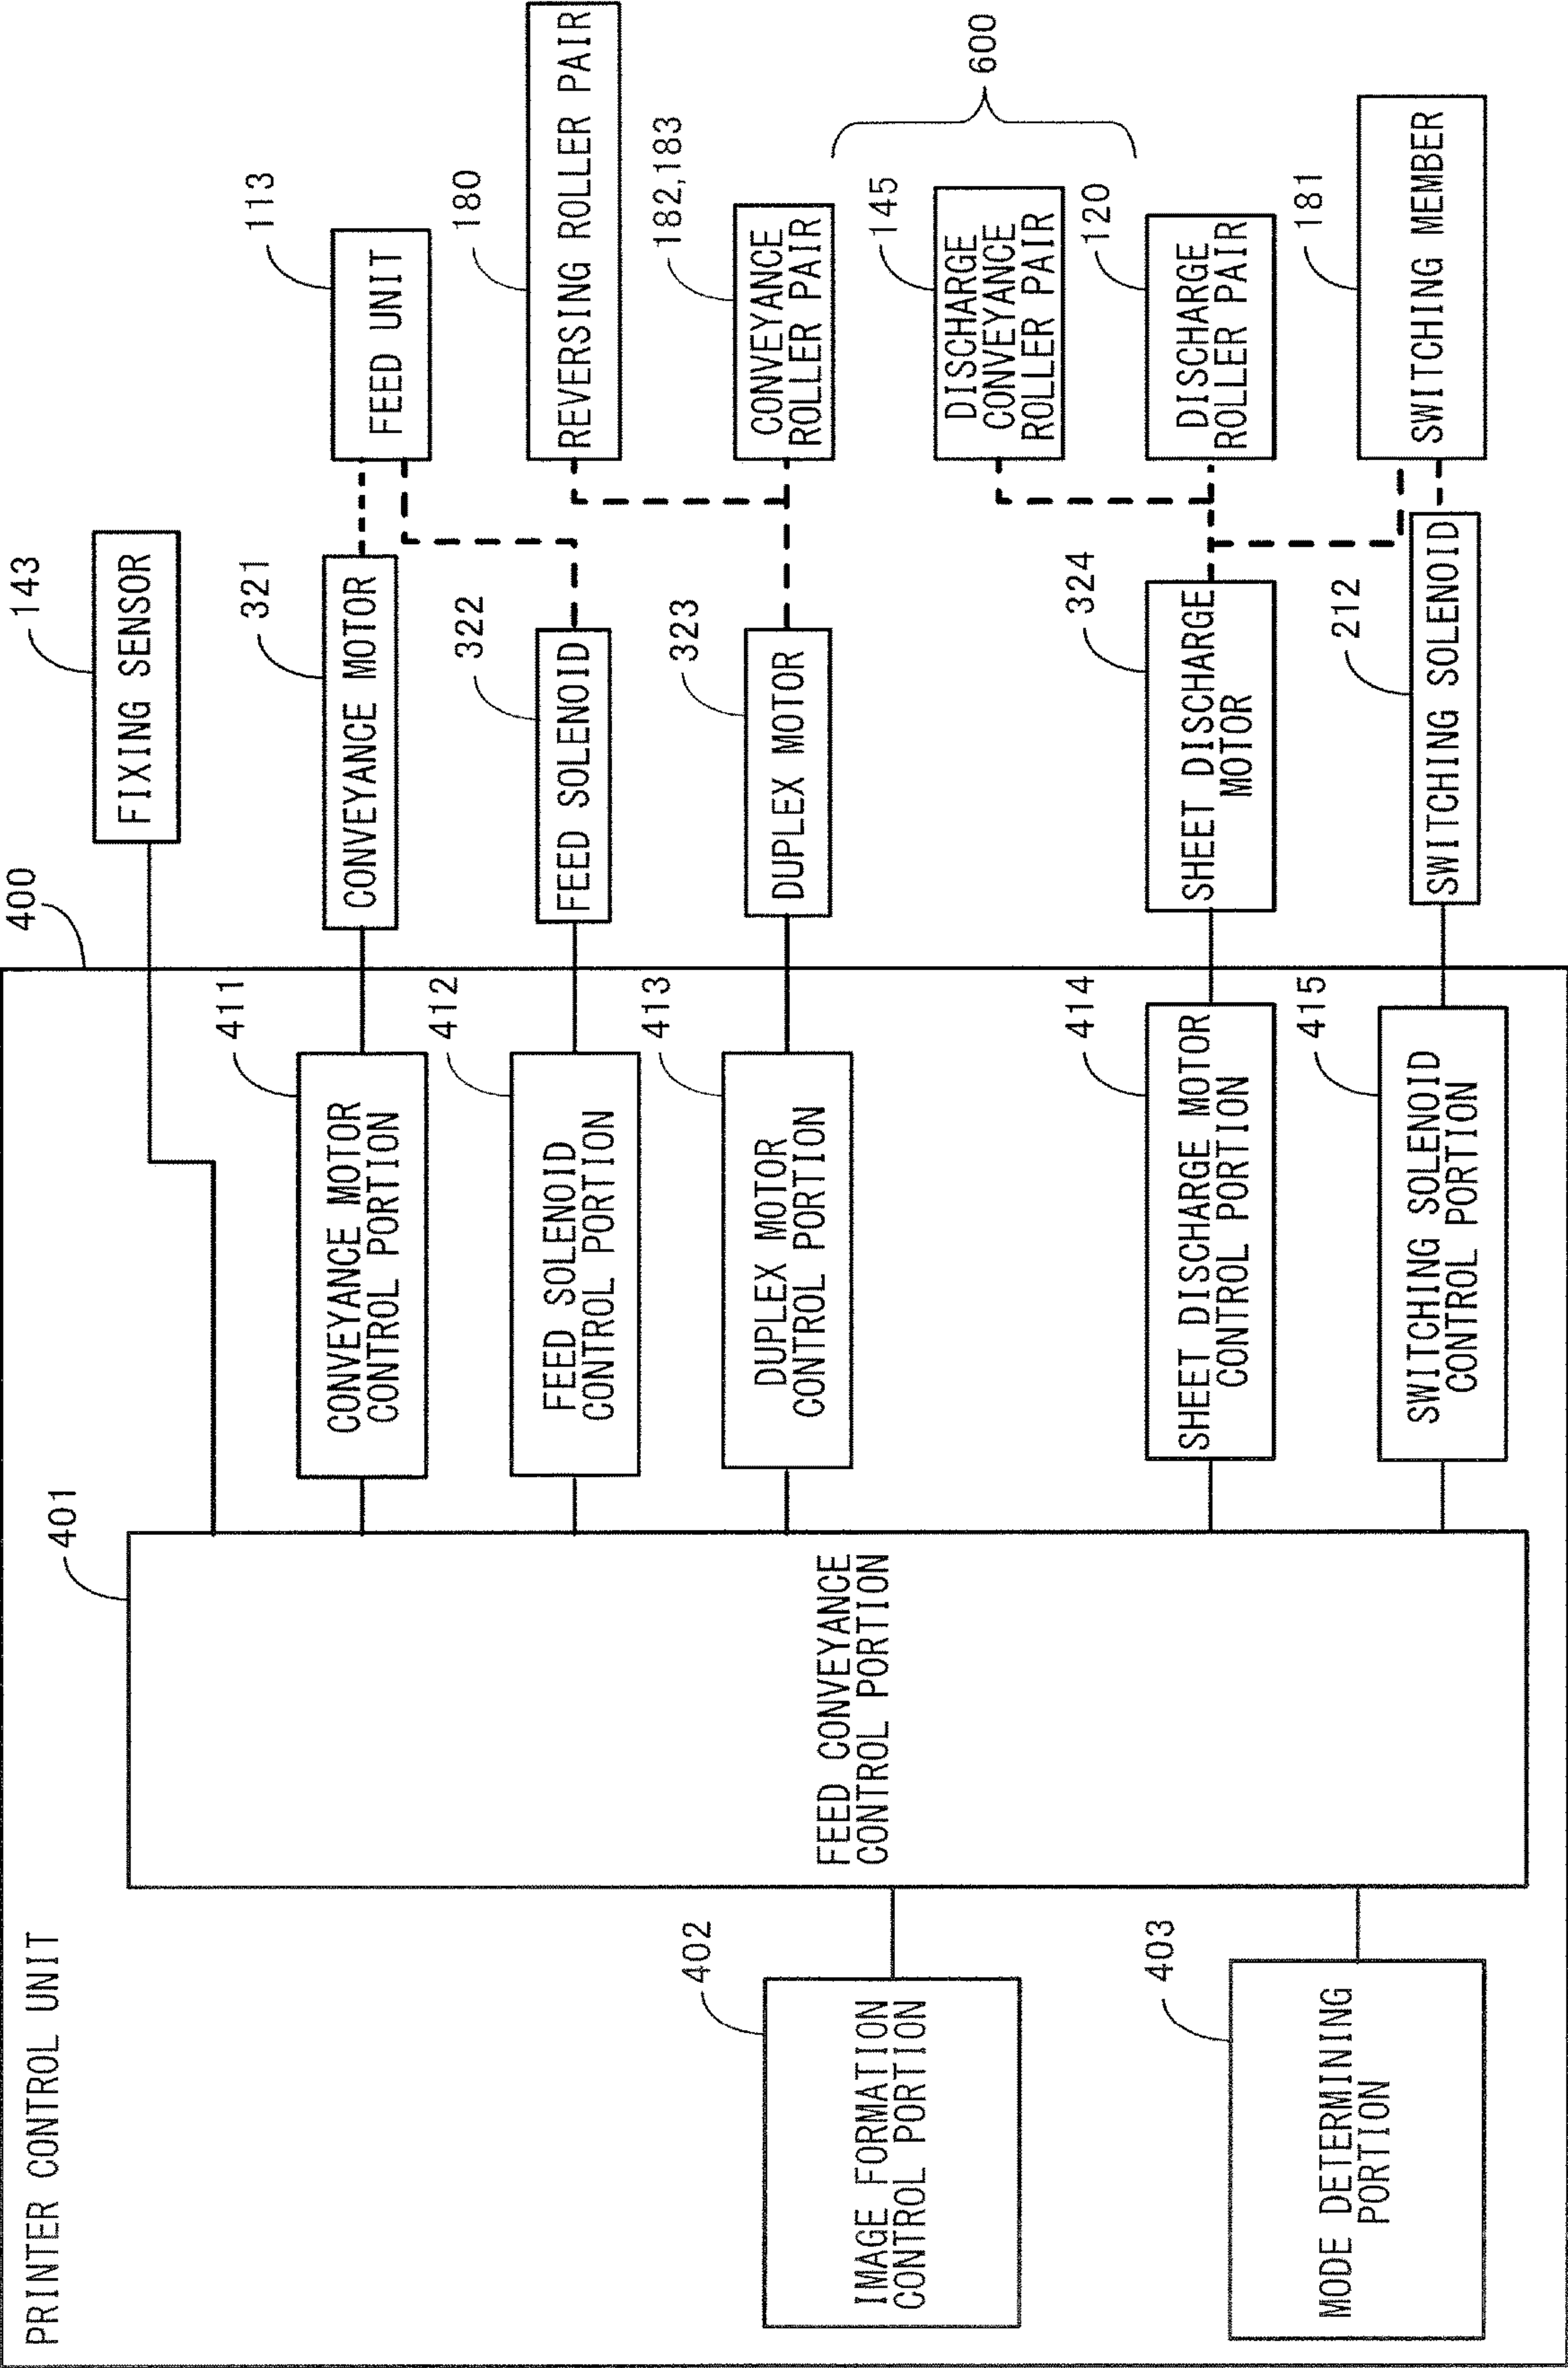 PRINTER CONTROL UNIT
400
401
FEED CONVEYANCE
CONTROL PORTION
402
IMAGE FORMATION
CONTROL PORTION
403
MODE DETERMINING
PORTION
143
FIXING SENSOR
411
CONVEYANCE MOTOR
CONTROL PORTION
321
CONVEYANCE MOTOR
113
FEED UNIT
412
FEED SOLENOID
CONTROL PORTION
322
FEED SOLENOID
180
REVERSING ROLLER PAIR
413
DUPLEX MOTOR
CONTROL PORTION
323
DUPLEX MOTOR
182,183
CONVEYANCE
ROLLER PAIR
600
145
DISCHARGE
CONVEYANCE
ROLLER PAIR
414
SHEET DISCHARGE MOTOR
CONTROL PORTION
324
SHEET DISCHARGE
MOTOR
120
DISCHARGE
ROLLER PAIR
415
SWITCHING SOLENOID
CONTROL PORTION
212
SWITCHING SOLENOID
181
SWITCHING MEMBER